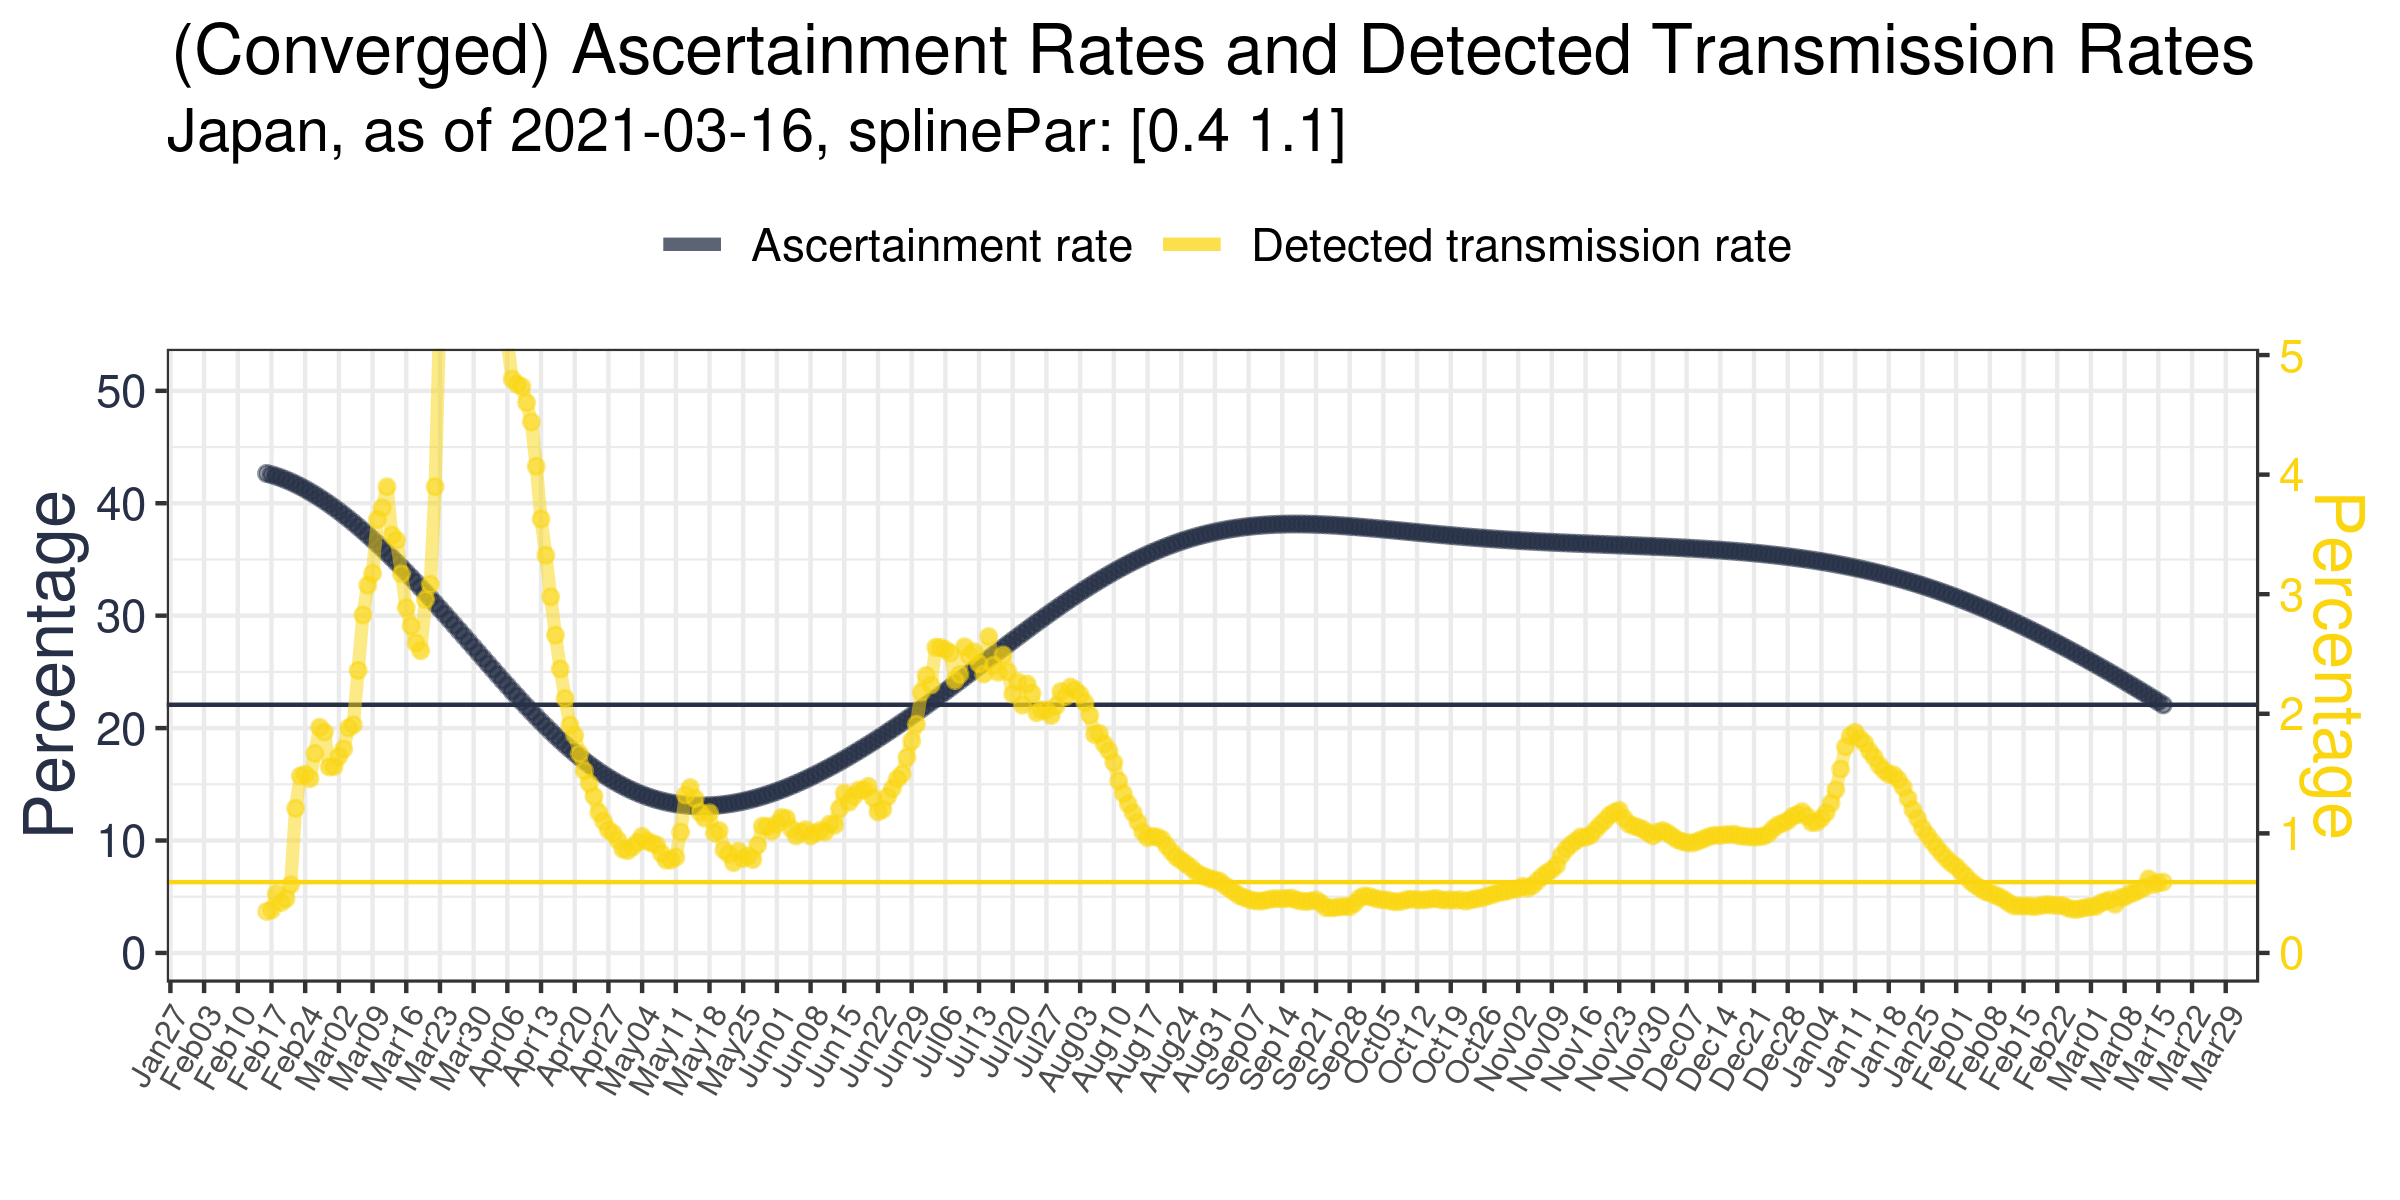 (Converged) Ascertainment Rates and Detected Transmission Rates
Japan, as of 2021-03-16, splinePar: [0.4 1.1]
Ascertainment rate
Detected transmission rate
Percentage
50
40
30
20
10
0
5
4
3
2
1
0
Percentage
Jan27
Feb03
Feb10
Feb17
Feb24
Mar02
Mar09
Mar16
Mar23
Mar30
Apr06
Apr13
Apr20
Apr27
May04
May11
May18
May25
Jun01
Jun08
Jun15
Jun22
Jun29
Jul06
Jul13
Jul20
Jul27
Aug03
Aug10
Aug17
Aug24
Aug31
Sep07
Sep14
Sep21
Sep28
Oct05
Oct12
Oct19
Oct26
Nov02
Nov09
Nov16
Nov23
Nov30
Dec07
Dec14
Dec21
Dec28
Jan04
Jan11
Jan18
Jan25
Feb01
Feb08
Feb15
Feb22
Mar01
Mar08
Mar15
Mar22
Mar29